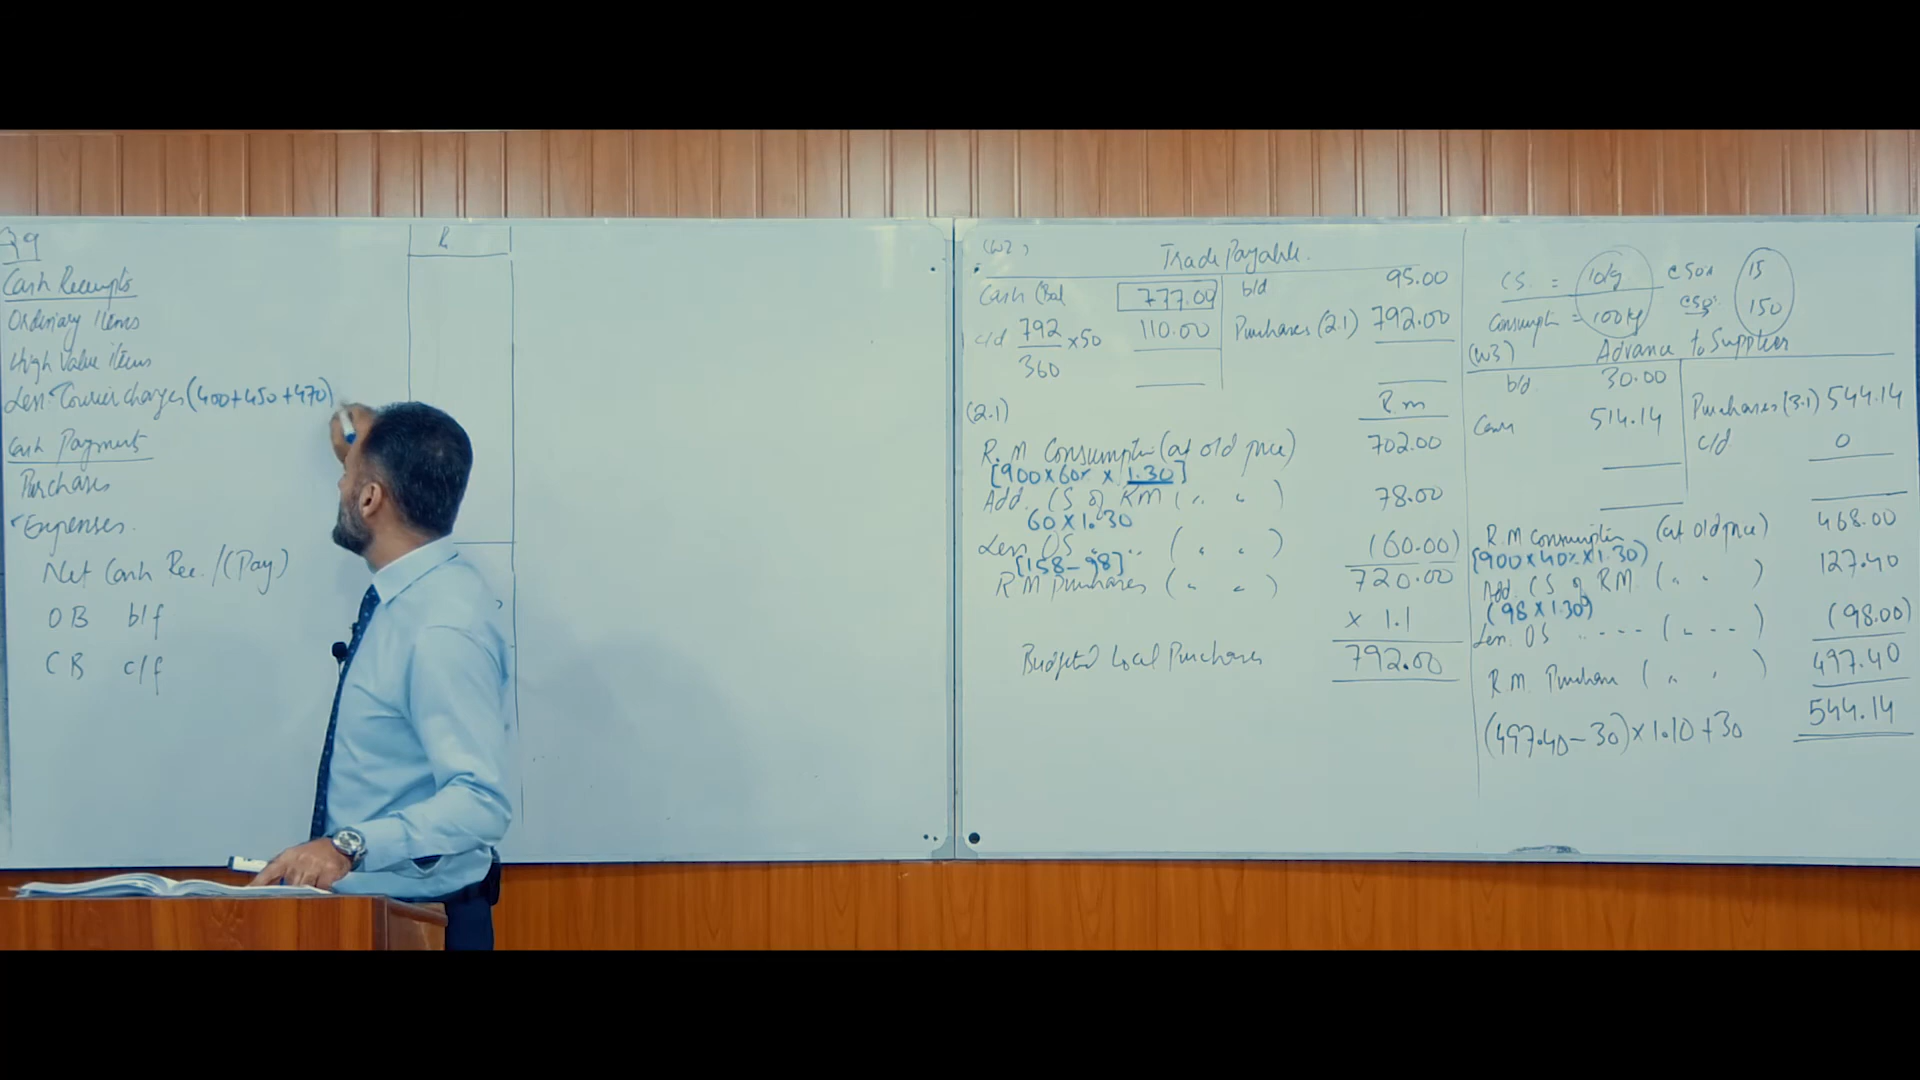 Q9
R
Cash Receipts
Ordinary Items
High Value items
Less: Courier charges (400+450+470)
Cash Payments
Purchases
Expenses.
Net Cash Rec./(Pay)
OB b/f
CB c/f
(W2) Trade Payable.
Cash (Bal 777.00 b/d 95.00
c/d 792/360 x50 110.00 Purchases (2.1) 792.00
(2.1) R.m
R.M Consumption (at old price) 702.00
[900x60% x 1.30]
Add. CS of RM ( " " ) 78.00
60 x 1.30
Less OS " " ( " " ) (60.00)
[158-98]
RM purchases ( " " ) 720.00
x 1.1
Budgeted Local Purchases 792.00
CS. = 10kg 15
Consumption = 100kg 150
(W3) Advance to Supplier
b/d. 30.00
Cash 514.14 Purchases (3.1) 544.14
c/d. 0
R.M Consumption (at old price) 468.00
[900x40% x1.30)
Add. CS of RM. ( " " ) 127.40
(98 x 1.30)
Less. OS ---- ( " -- ) (98.00)
R.M. Purchase ( " " ) 497.40
(497.40-30)x1.10+30 544.14